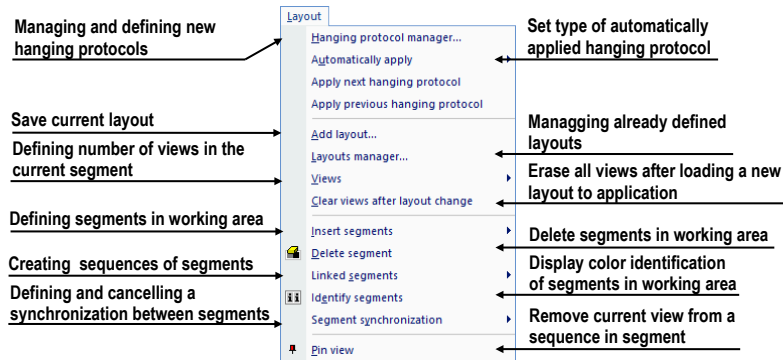 Layout
Managing and defining new
hanging protocols
Set type of automatically
applied hanging protocol
Hanging protocol manager...
Automatically apply
Apply next hanging protocol
Apply previous hanging protocol
Save current layout
Add layout...
Managging already defined
layouts
Defining number of views in the
current segment
Layouts manager...
Views
Erase all views after loading a new
layout to application
Clear views after layout change
Defining segments in working area
Insert segments
Delete segments in working area
Delete segment
Creating sequences of segments
Linked segments
Display color identification
of segments in working area
Defining and cancelling a
synchronization between segments
Identify segments
Segment synchronization
Remove current view from a
sequence in segment
Pin view